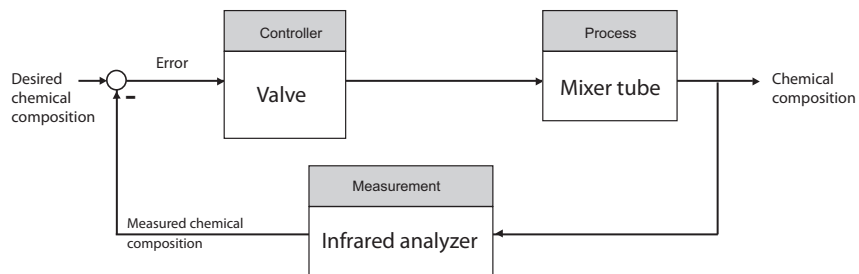 Controller
Process
Error
Desired
chemical
composition
Valve
Mixer tube
Chemical
composition
Measurement
Measured chemical
composition
Infrared analyzer